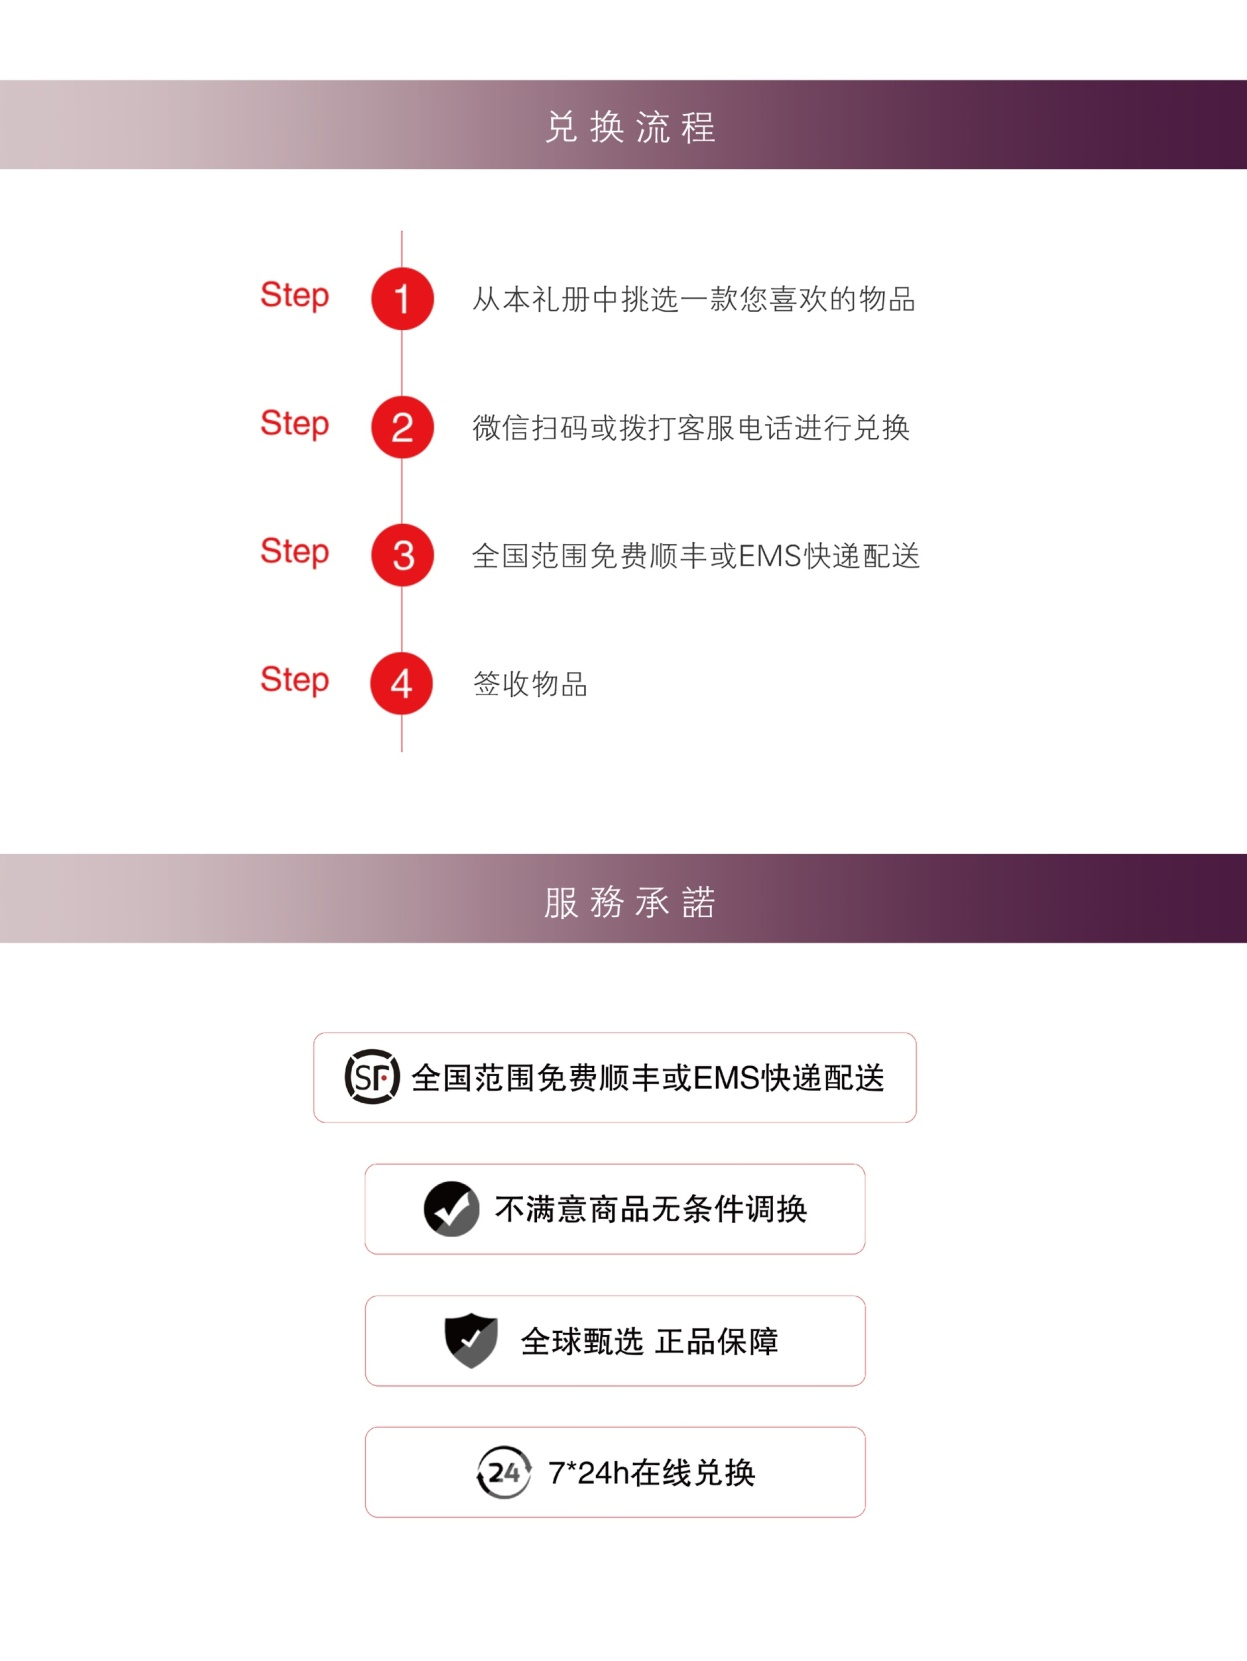 兑换流程
Step 1 从本礼册中挑选一款您喜欢的物品
Step 2 微信扫码或拨打客服电话进行兑换
Step 3 全国范围免费顺丰或EMS快递配送
Step 4 签收物品
服務承諾
SF 全国范围免费顺丰或EMS快递配送
不满意商品无条件调换
全球甄选 正品保障
24 7*24h在线兑换